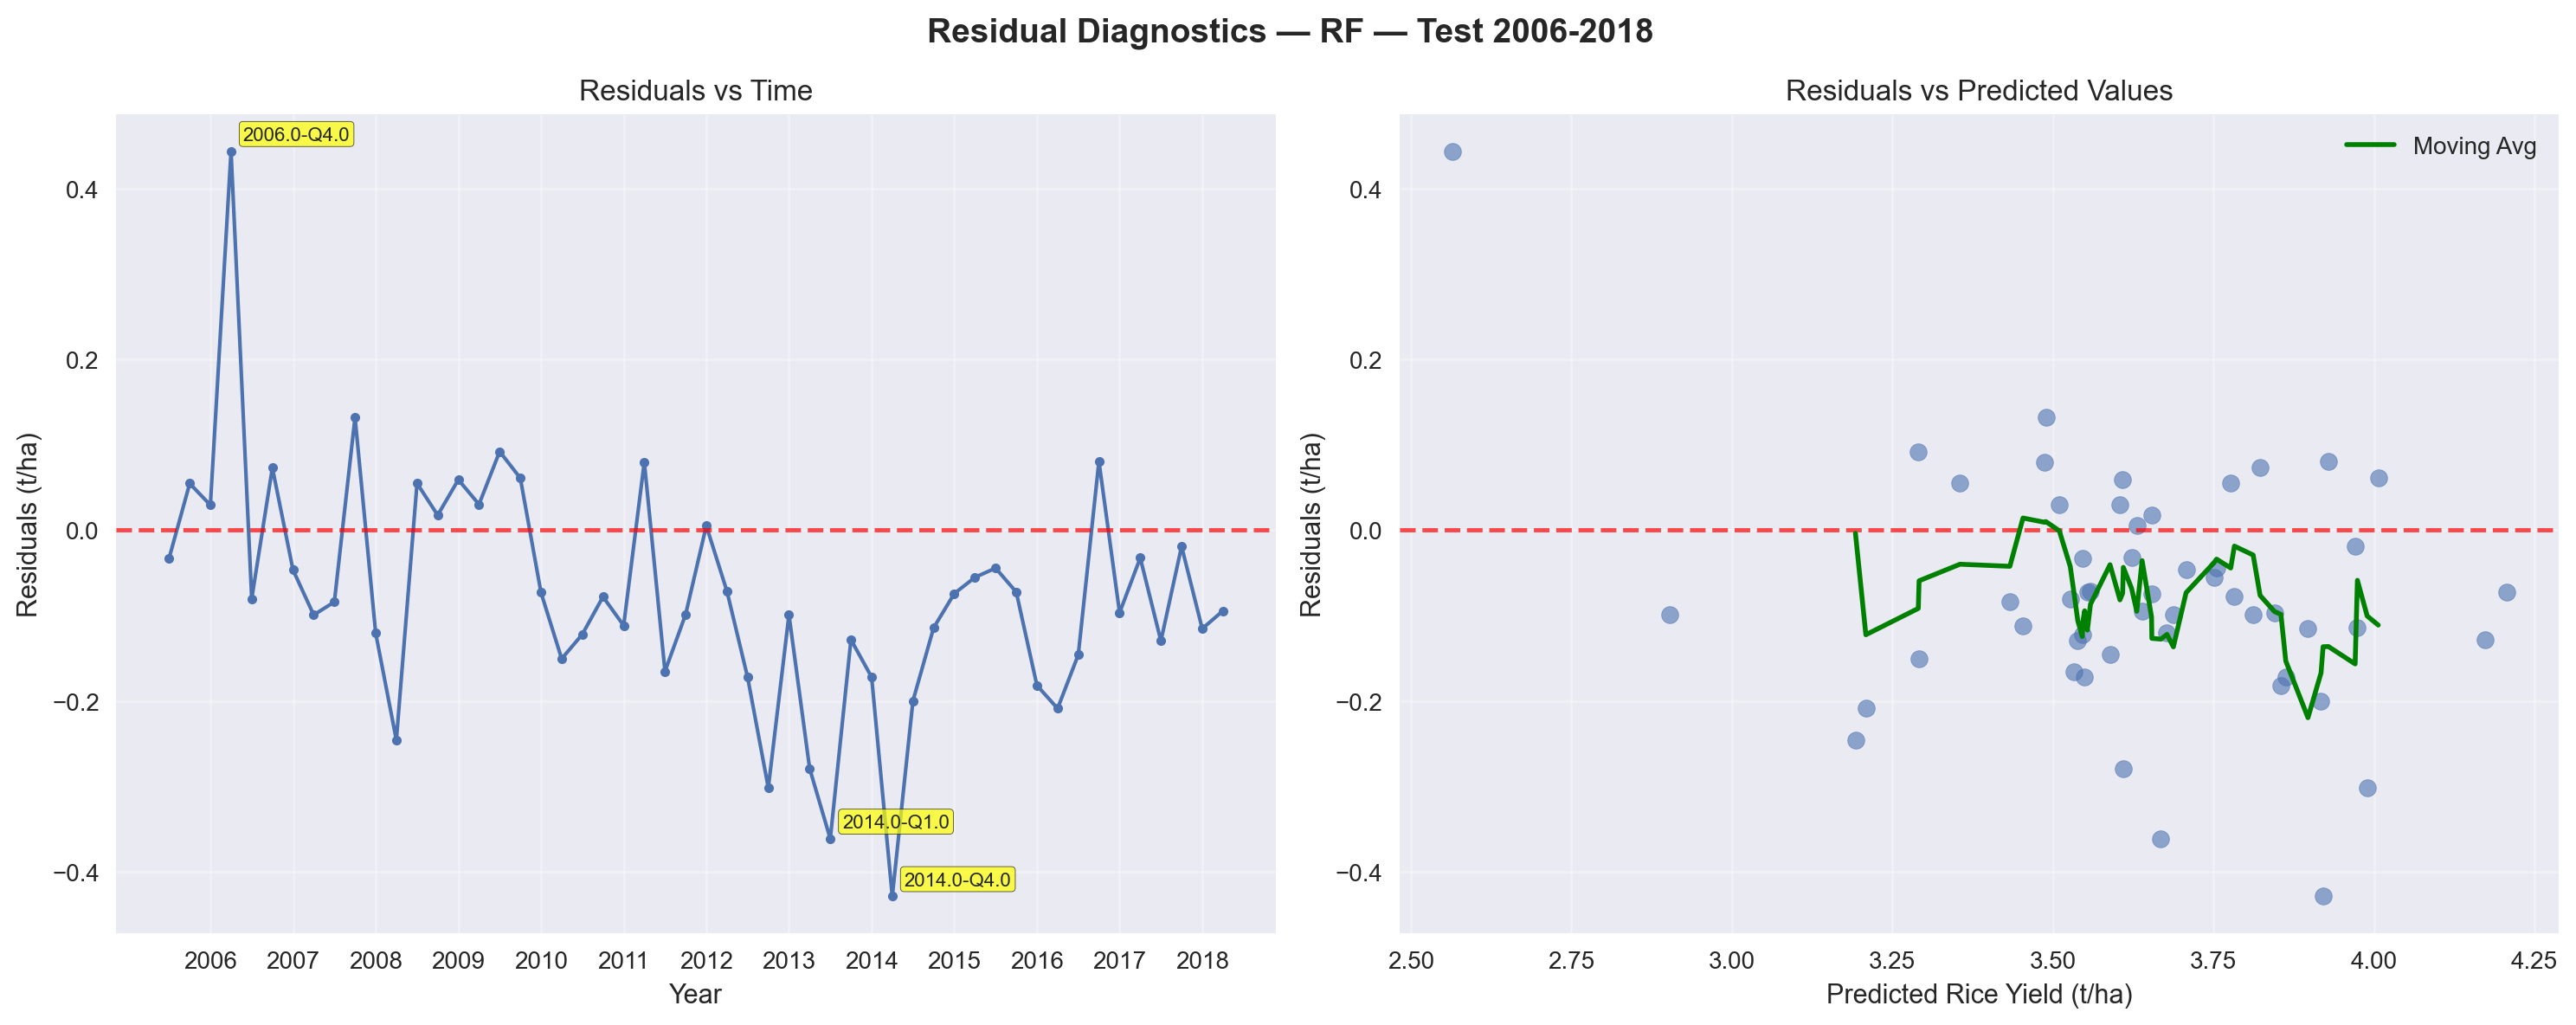 Residual Diagnostics — RF — Test 2006-2018
Residuals vs Time
2006.0-Q4.0
2014.0-Q1.0
2014.0-Q4.0
0.4
0.2
0.0
−0.2
−0.4
Residuals (t/ha)
2006 2007 2008 2009 2010 2011 2012 2013 2014 2015 2016 2017 2018
Year
Residuals vs Predicted Values
Moving Avg
0.4
0.2
0.0
−0.2
−0.4
Residuals (t/ha)
2.50 2.75 3.00 3.25 3.50 3.75 4.00 4.25
Predicted Rice Yield (t/ha)